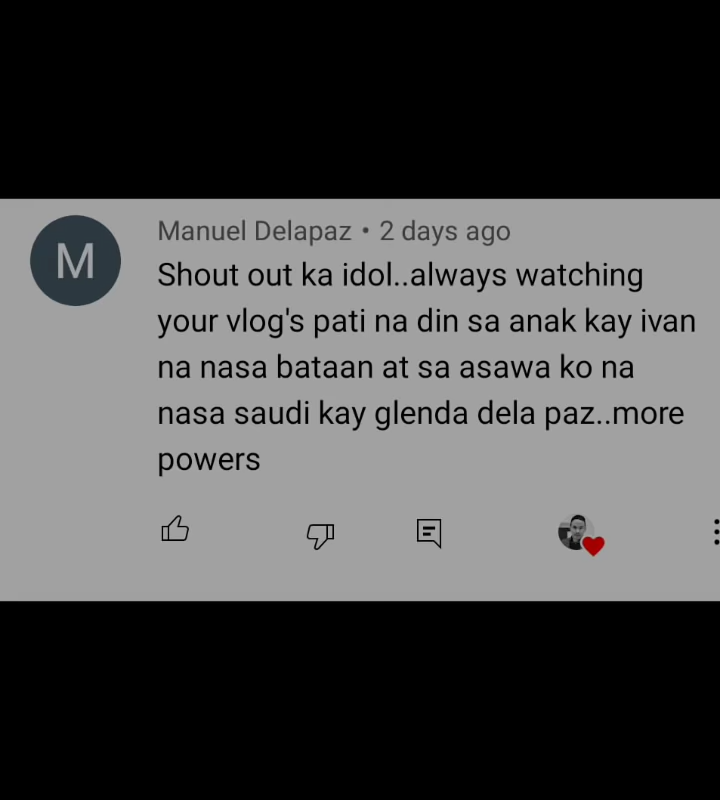 M
Manuel Delapaz • 2 days ago
Shout out ka idol..always watching
your vlog's pati na din sa anak kay ivan
na nasa bataan at sa asawa ko na
nasa saudi kay glenda dela paz..more
powers